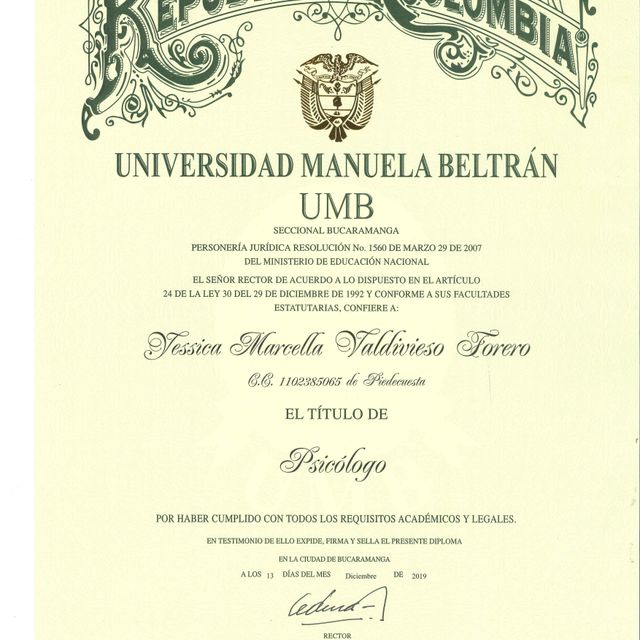 REPÚBLICA DE COLOMBIA
UNIVERSIDAD MANUELA BELTRÁN
UMB
SECCIONAL BUCARAMANGA
PERSONERÍA JURÍDICA RESOLUCIÓN No. 1560 DE MARZO 29 DE 2007
DEL MINISTERIO DE EDUCACIÓN NACIONAL
EL SEÑOR RECTOR DE ACUERDO A LO DISPUESTO EN EL ARTÍCULO
24 DE LA LEY 30 DEL 29 DE DICIEMBRE DE 1992 Y CONFORME A SUS FACULTADES
ESTATUTARIAS, CONFIERE A:
Yessica Marcella Valdivieso Forero
C.C. 1102385065 de Piedecuesta
EL TÍTULO DE
Psicólogo
POR HABER CUMPLIDO CON TODOS LOS REQUISITOS ACADÉMICOS Y LEGALES.
EN TESTIMONIO DE ELLO EXPIDE, FIRMA Y SELLA EL PRESENTE DIPLOMA
EN LA CIUDAD DE BUCARAMANGA
A LOS 13 DÍAS DEL MES Diciembre DE 2019
RECTOR